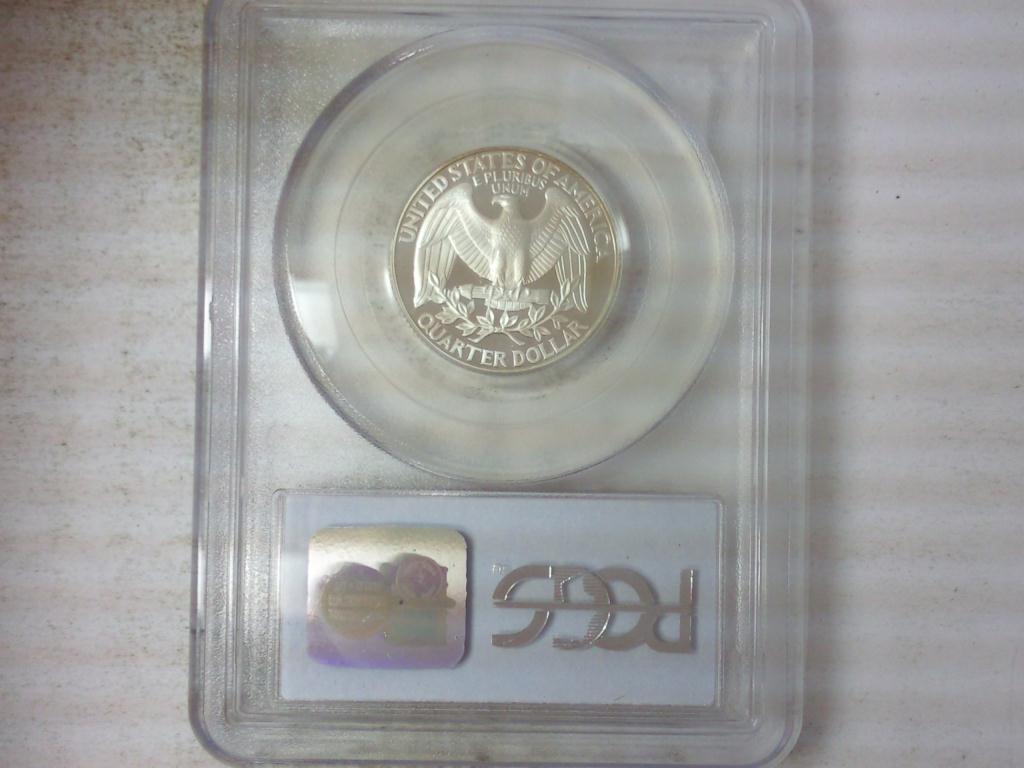 UNITED STATES OF AMERICA
E PLURIBUS
UNUM
QUARTER DOLLAR
PCGS